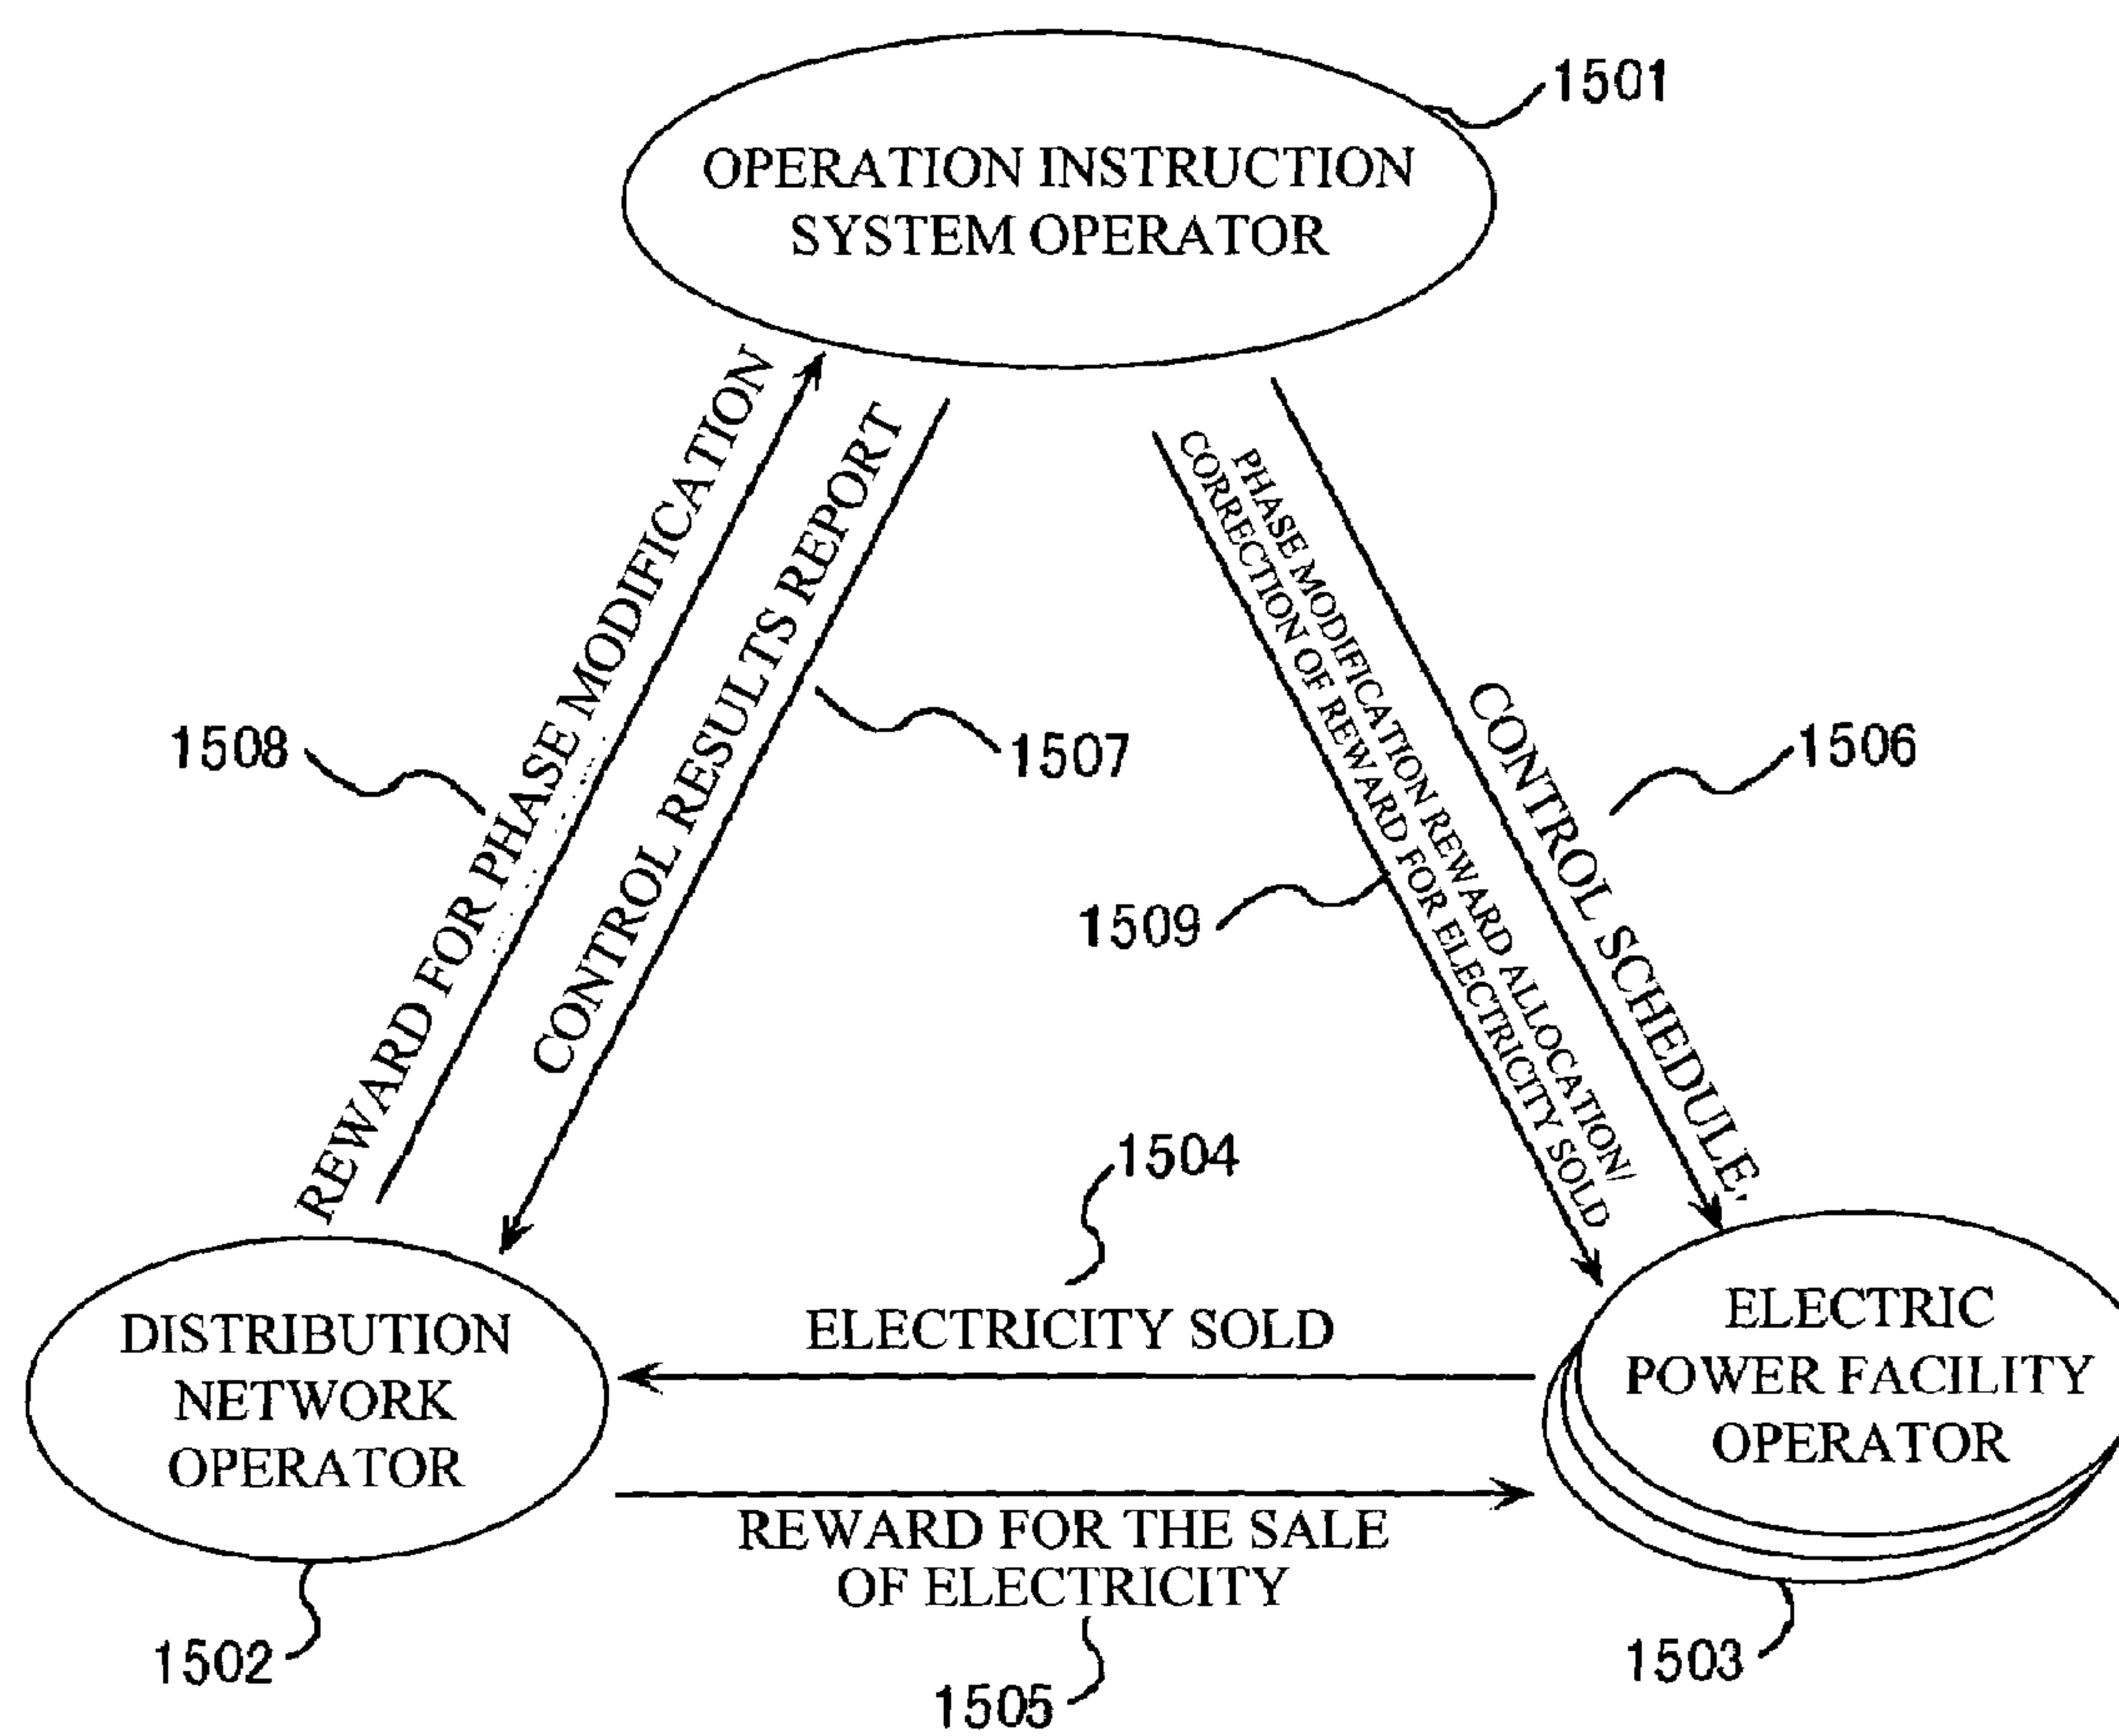 1501
OPERATION INSTRUCTION
SYSTEM OPERATOR
REWARD FOR PHASE MODIFICATION
CONTROL RESULTS REPORT
PHASE MODIFICATION REWARD ALLOCATION/
CORRECTION OF REWARD FOR ELECTRICITY SOLD
CONTROL SCHEDULE,
1508
1507
1506
1509
1504
ELECTRICITY SOLD
DISTRIBUTION
NETWORK
OPERATOR
ELECTRIC
POWER FACILITY
OPERATOR
REWARD FOR THE SALE
OF ELECTRICITY
1502
1503
1505